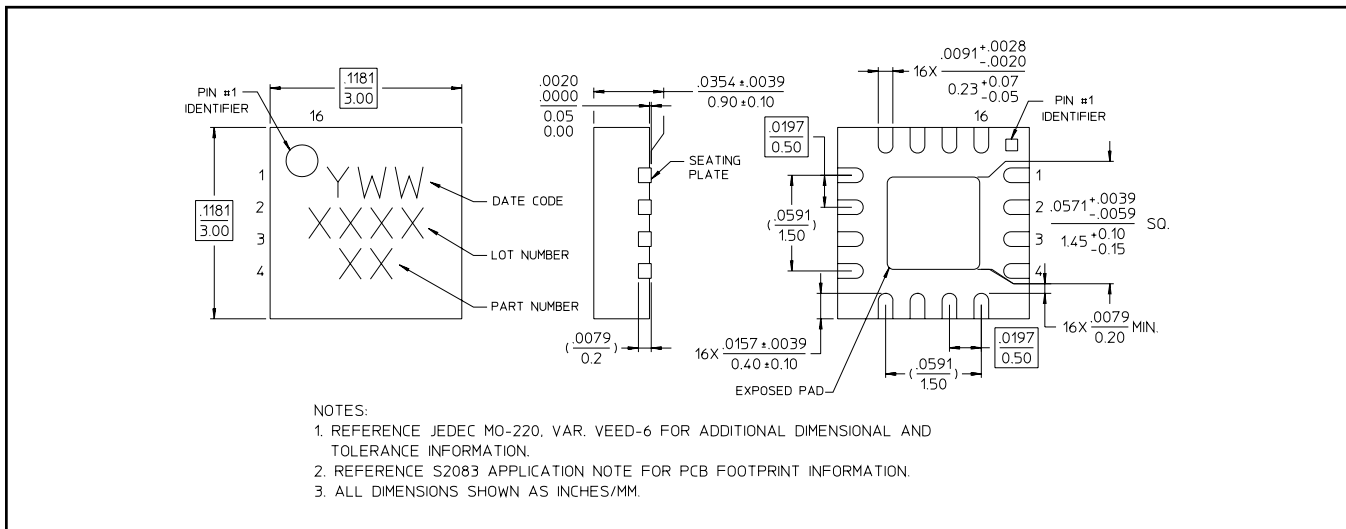 PIN #1
IDENTIFIER
.1181
3.00
16
.1181
3.00
1
2
3
4
YWW
XXXX
XX
DATE CODE
LOT NUMBER
PART NUMBER
.0020
.0000
0.05
0.00
.0354 ±.0039
0.90 ±0.10
SEATING
PLATE
(.0079)
0.2
16X .0091 +.0028
-.0020
0.23 +0.07
-0.05
16
PIN #1
IDENTIFIER
.0197
0.50
(.0591)
1.50
1
2
3
4
.0571 +.0039
-.0059
1.45 +0.10
-0.15
SQ.
16X .0157 ±.0039
0.40 ±0.10
16X .0079 MIN.
0.20
.0197
0.50
(.0591)
1.50
EXPOSED PAD
NOTES:
1. REFERENCE JEDEC MO-220, VAR. VEED-6 FOR ADDITIONAL DIMENSIONAL AND
TOLERANCE INFORMATION.
2. REFERENCE S2083 APPLICATION NOTE FOR PCB FOOTPRINT INFORMATION.
3. ALL DIMENSIONS SHOWN AS INCHES/MM.